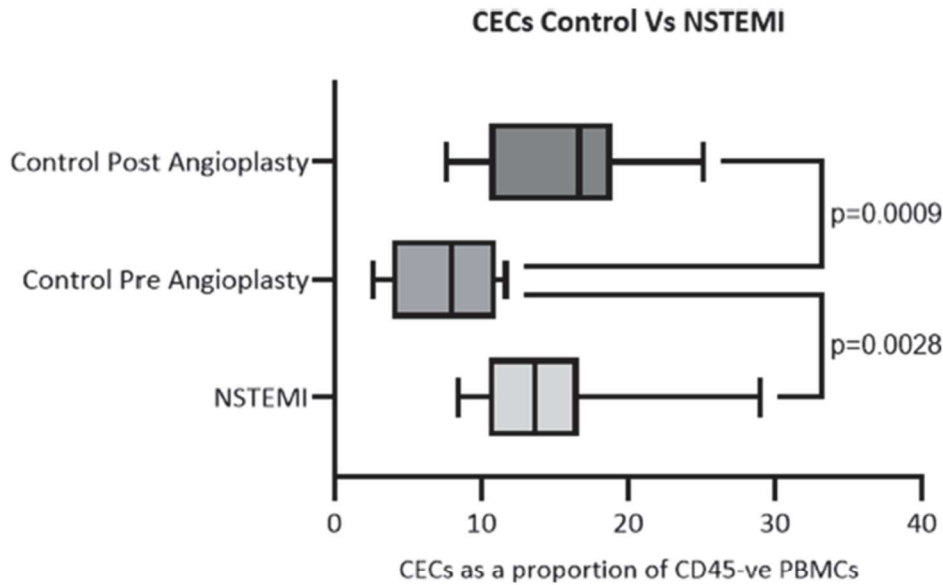 CECs Control Vs NSTEMI
Control Post Angioplasty
p=0.0009
Control Pre Angioplasty
p=0.0028
NSTEMI
0 10 20 30 40
CECs as a proportion of CD45-ve PBMCs